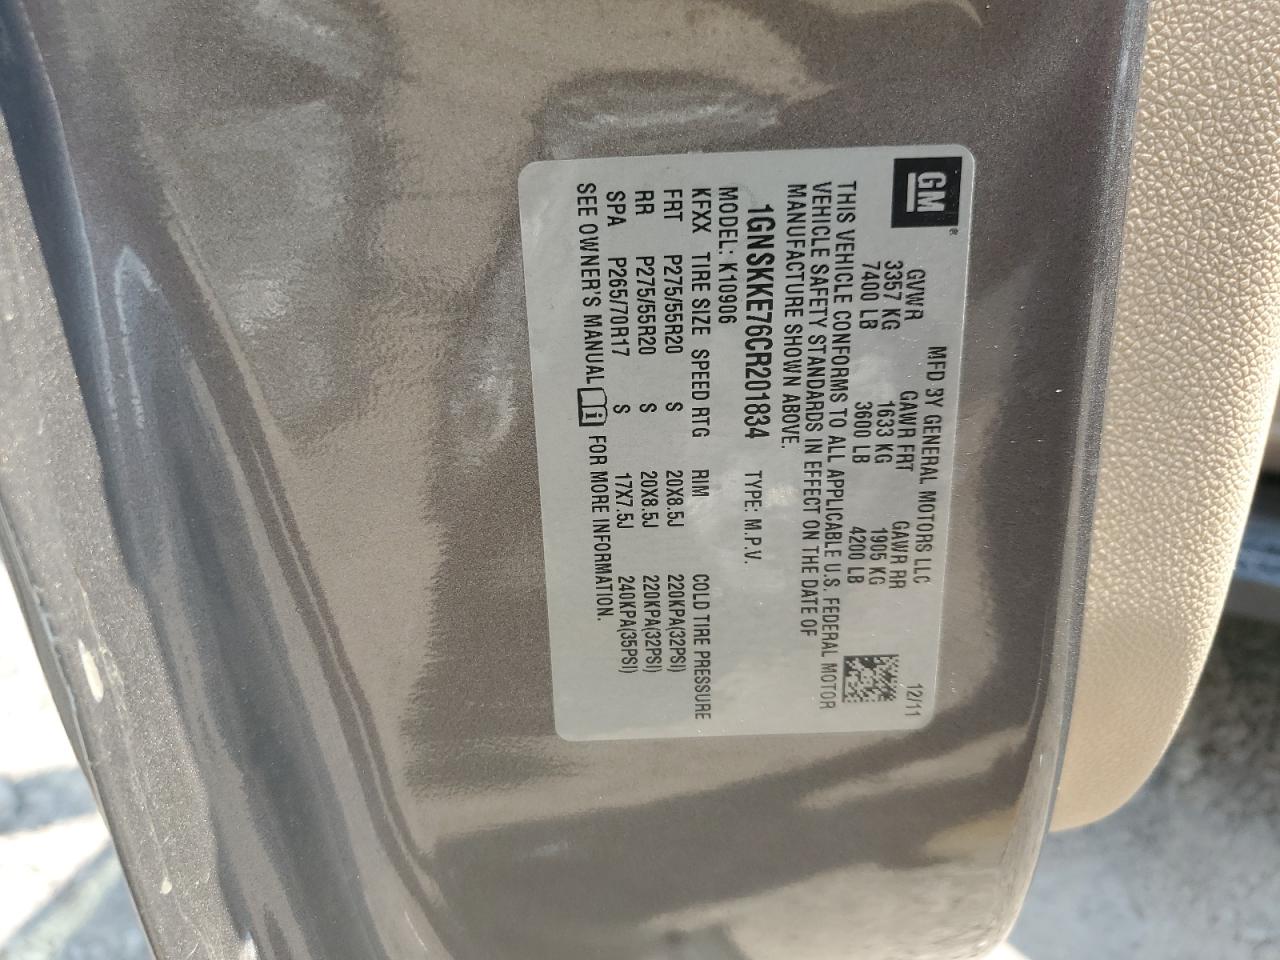 GM
MFD BY GENERAL MOTORS LLC 12/11
GVWR GAWR FRT GAWR RR
3357 KG 1633 KG 1905 KG
7400 LB 3600 LB 4200 LB
THIS VEHICLE CONFORMS TO ALL APPLICABLE U.S. FEDERAL MOTOR
VEHICLE SAFETY STANDARDS IN EFFECT ON THE DATE OF
MANUFACTURE SHOWN ABOVE.
1GNSKKE76CR201834 TYPE: M.P.V.
MODEL: K10906
KFXX TIRE SIZE SPEED RTG RIM COLD TIRE PRESSURE
FRT P275/55R20 S 20X8.5J 220KPA(32PSI)
RR P275/55R20 S 20X8.5J 220KPA(32PSI)
SPA P265/70R17 S 17X7.5J 240KPA(35PSI)
SEE OWNER'S MANUAL i FOR MORE INFORMATION.